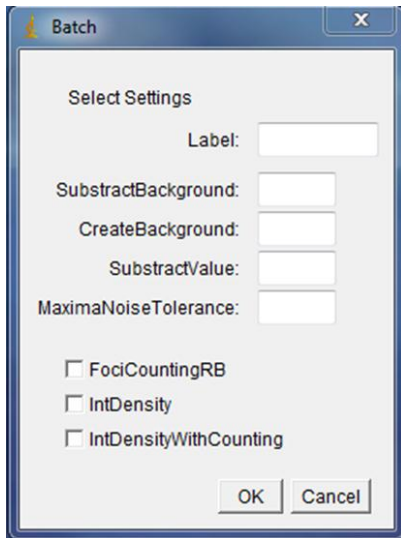 Batch
x
Select Settings
Label:
SubstractBackground:
CreateBackground:
SubstractValue:
MaximaNoiseTolerance:
FociCountingRB
IntDensity
IntDensityWithCounting
OK Cancel